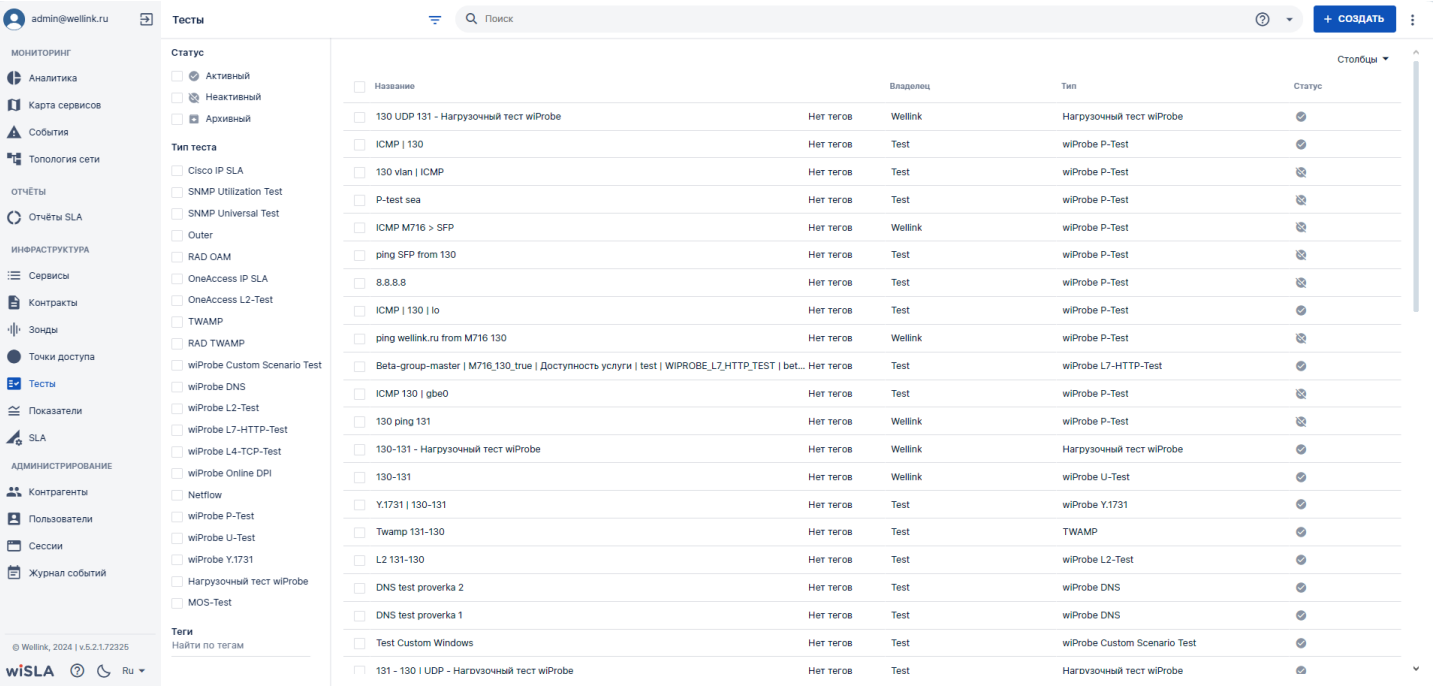 admin@wellink.ru
МОНИТОРИНГ
Аналитика
Карта сервисов
События
Топология сети
ОТЧЁТЫ
Отчёты SLA
ИНФРАСТРУКТУРА
Сервисы
Контракты
Зонды
Точки доступа
Тесты
Показатели
SLA
АДМИНИСТРИРОВАНИЕ
Контрагенты
Пользователи
Сессии
Журнал событий
© Wellink, 2024 | v.5.2.1.72325
wiSLA Ru
Тесты
Поиск
+ СОЗДАТЬ
Статус
Активный
Неактивный
Архивный
Тип теста
Cisco IP SLA
SNMP Utilization Test
SNMP Universal Test
Outer
RAD OAM
OneAccess IP SLA
OneAccess L2-Test
TWAMP
RAD TWAMP
wiProbe Custom Scenario Test
wiProbe DNS
wiProbe L2-Test
wiProbe L7-HTTP-Test
wiProbe L4-TCP-Test
wiProbe Online DPI
Netflow
wiProbe P-Test
wiProbe U-Test
wiProbe Y.1731
Нагрузочный тест wiProbe
MOS-Test
Теги
Найти по тегам
Столбцы
Название Владелец Тип Статус
130 UDP 131 - Нагрузочный тест wiProbe Нет тегов Wellink Нагрузочный тест wiProbe
ICMP | 130 Нет тегов Test wiProbe P-Test
130 vlan | ICMP Нет тегов Test wiProbe P-Test
P-test sea Нет тегов Test wiProbe P-Test
ICMP M716 > SFP Нет тегов Wellink wiProbe P-Test
ping SFP from 130 Нет тегов Test wiProbe P-Test
8.8.8.8 Нет тегов Test wiProbe P-Test
ICMP | 130 | lo Нет тегов Test wiProbe P-Test
ping wellink.ru from M716 130 Нет тегов Wellink wiProbe P-Test
Beta-group-master | M716_130_true | Доступность услуги | test | WIPROBE_L7_HTTP_TEST | bet... Нет тегов Test wiProbe L7-HTTP-Test
ICMP 130 | gbe0 Нет тегов Test wiProbe P-Test
130 ping 131 Нет тегов Wellink wiProbe P-Test
130-131 - Нагрузочный тест wiProbe Нет тегов Wellink Нагрузочный тест wiProbe
130-131 Нет тегов Wellink wiProbe U-Test
Y.1731 | 130-131 Нет тегов Test wiProbe Y.1731
Twamp 131-130 Нет тегов Test TWAMP
L2 131-130 Нет тегов Test wiProbe L2-Test
DNS test proverka 2 Нет тегов Test wiProbe DNS
DNS test proverka 1 Нет тегов Test wiProbe DNS
Test Custom Windows Нет тегов Test wiProbe Custom Scenario Test
131 - 130 | UDP - Нагрузочный тест wiProbe Нет тегов Test Нагрузочный тест wiProbe